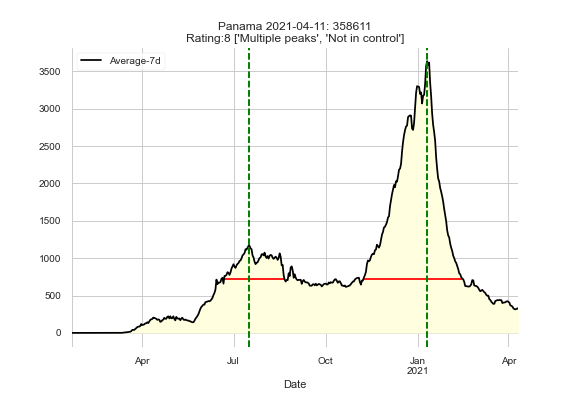 Panama 2021-04-11: 358611
Rating:8 ['Multiple peaks', 'Not in control']
Average-7d
3500
3000
2500
2000
1500
1000
500
0
Apr
Jul
Oct
Jan
2021
Apr
Date